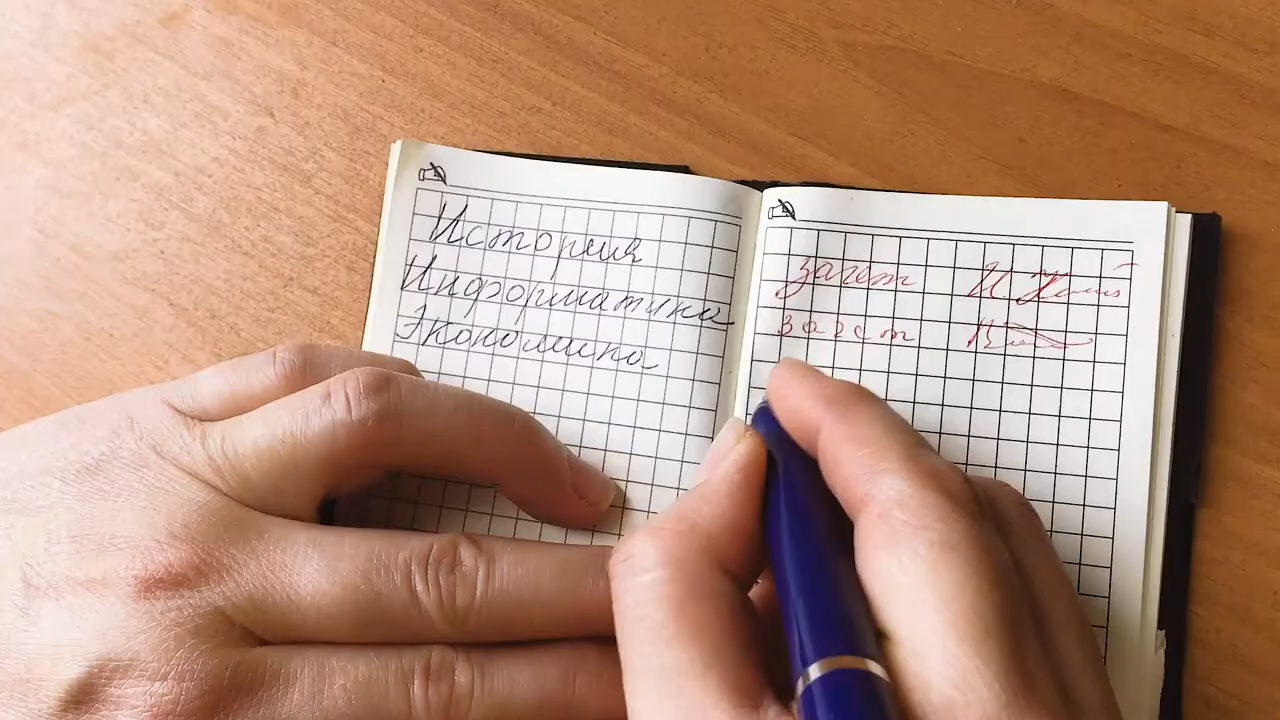 История
Информатика
Экономика
зачет
зачет